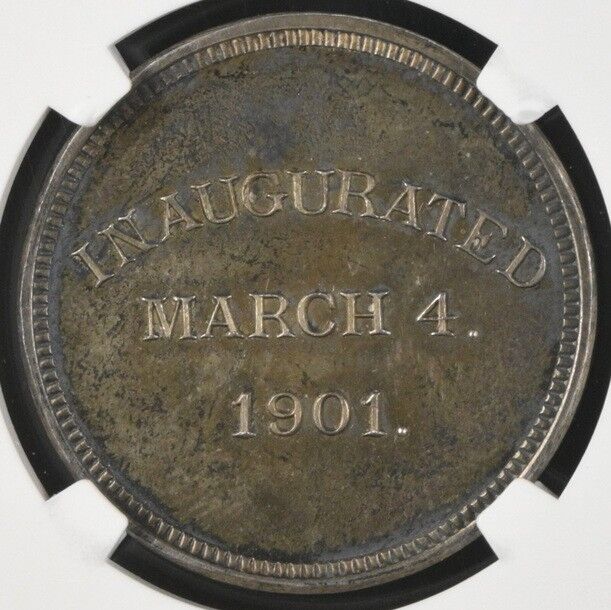 INAUGURATED
MARCH 4.
1901.